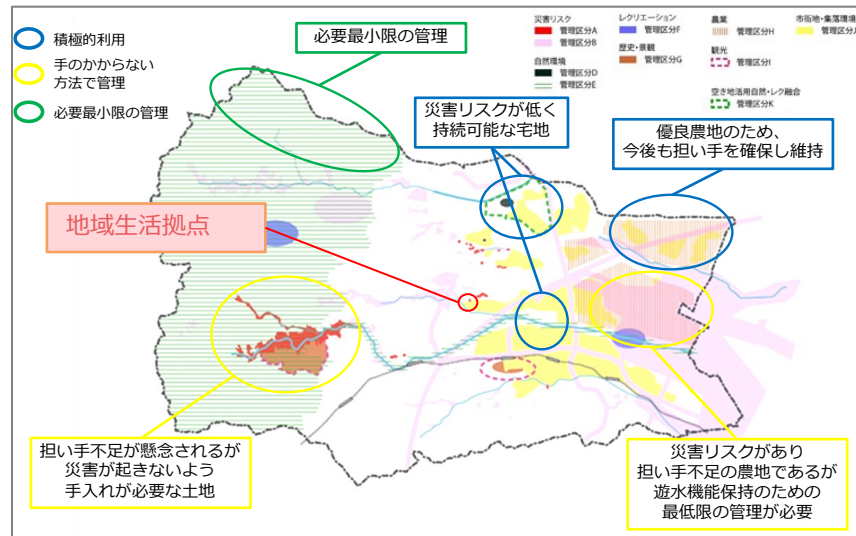 積極的利用
手のかからない
方法で管理
必要最小限の管理
必要最小限の管理
災害リスク
管理区分A
管理区分B
自然環境
管理区分D
管理区分E
レクリエーション
管理区分F
歴史・景観
管理区分G
農業
管理区分H
観光
管理区分I
空き地活用自然・レク融合
管理区分K
市街地・集落環境
管理区分J
災害リスクが低く
持続可能な宅地
優良農地のため、
今後も担い手を確保し維持
地域生活拠点
担い手不足が懸念されるが
災害が起きないよう
手入れが必要な土地
災害リスクがあり
担い手不足の農地であるが
遊水機能保持のための
最低限の管理が必要